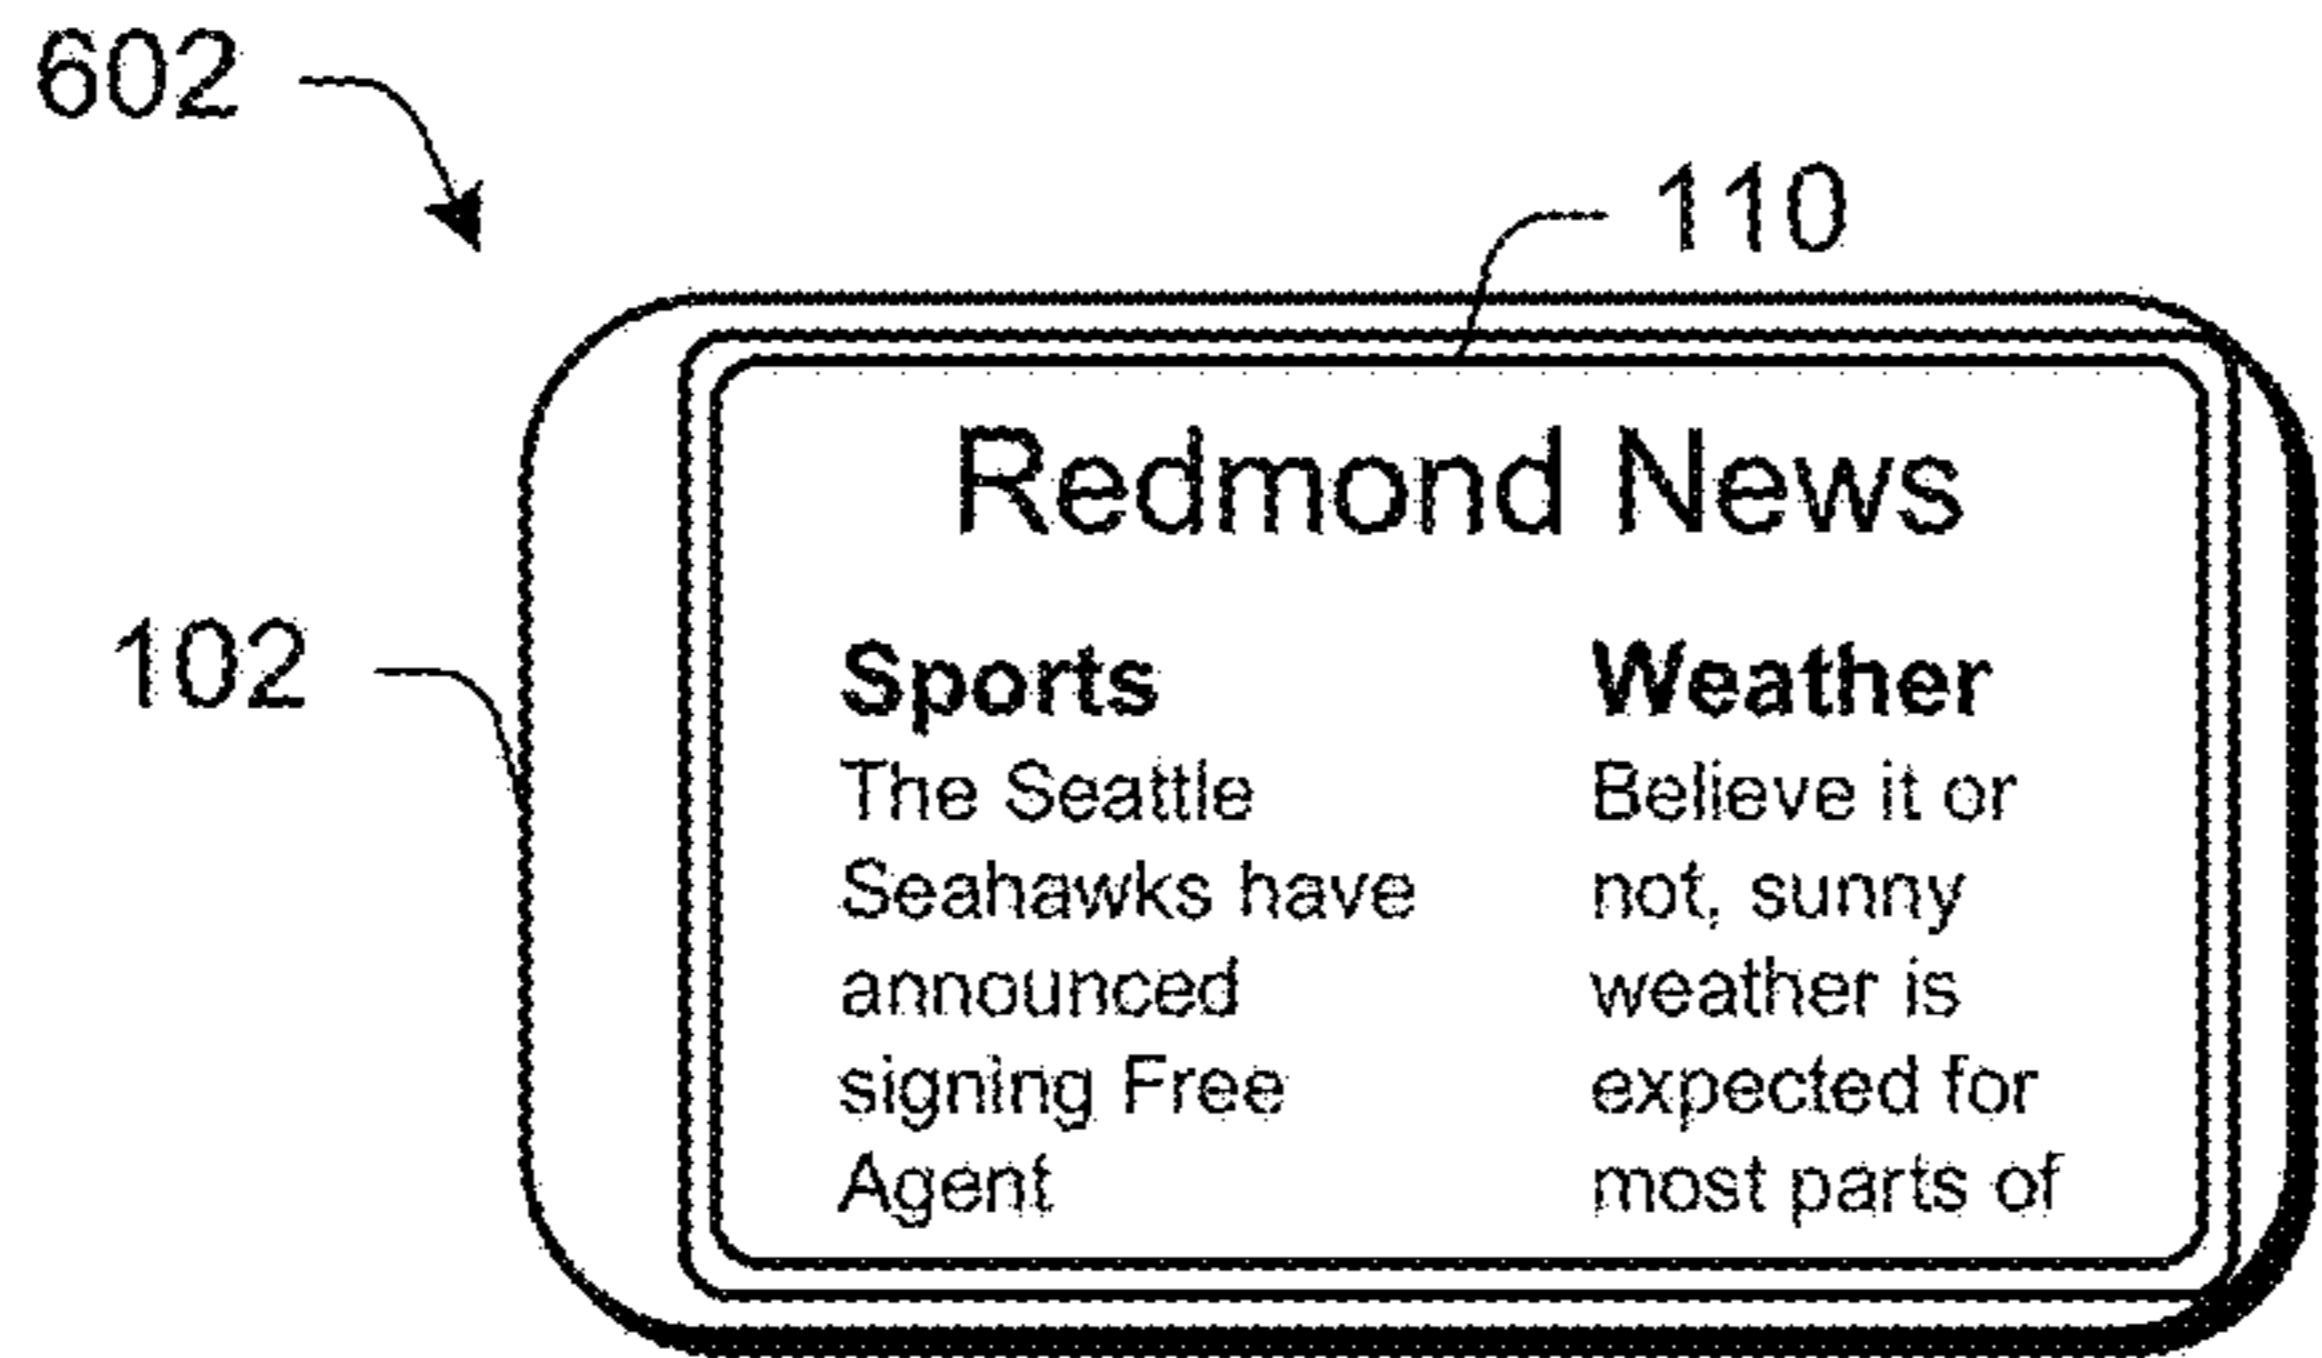 602
110
Redmond News
102
Sports
The Seattle
Seahawks have
announced
signing Free
Agent
Weather
Believe it or
not, sunny
weather is
expected for
most parts of